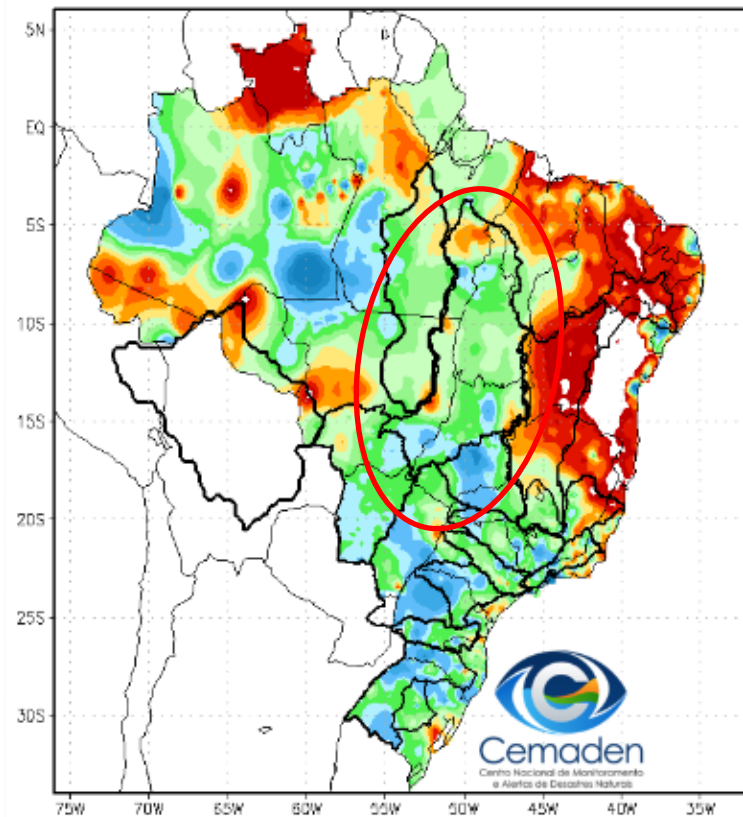 5N
EQ
5S
10S
15S
20S
25S
30S
Cemaden
Centro Nacional de Monitoramento
e Alertas de Desastres Naturais
75W 70W 65W 60W 55W 50W 45W 40W 35W